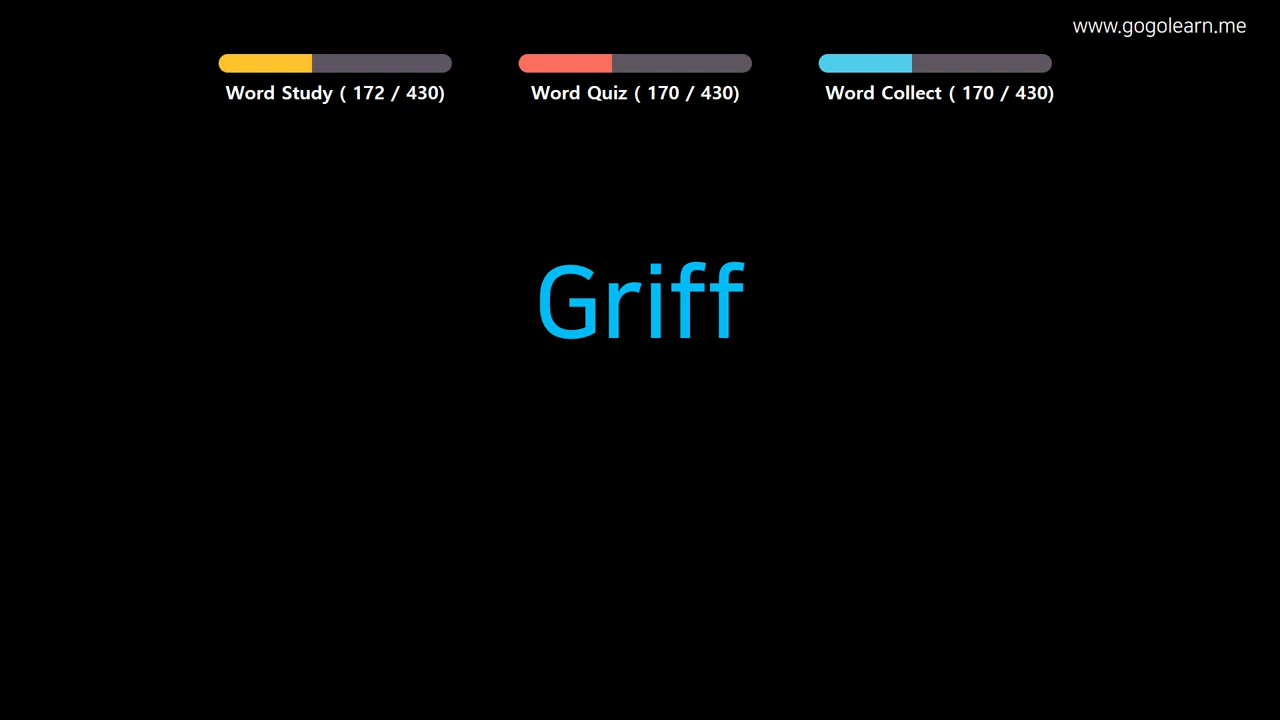 www.gogolearn.me
Word Study ( 172 / 430)
Word Quiz ( 170 / 430)
Word Collect ( 170 / 430)
Griff